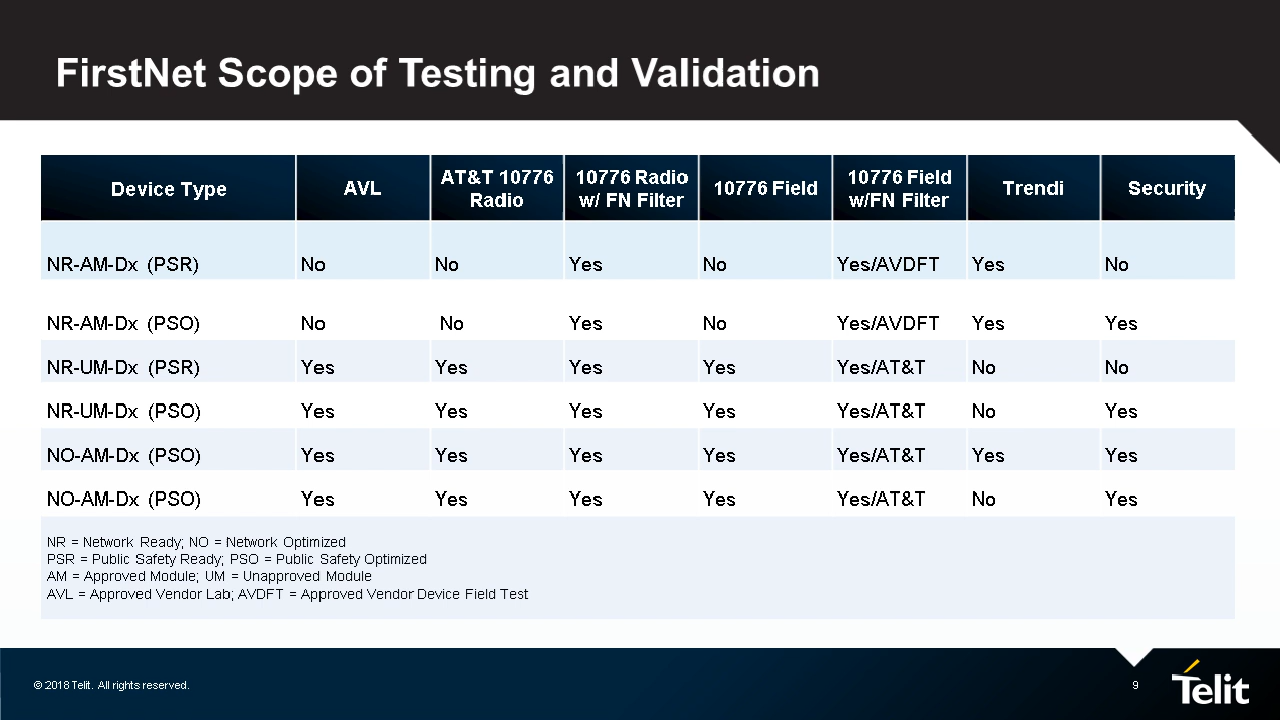 FirstNet Scope of Testing and Validation
Device Type AVL AT&T 10776 Radio 10776 Radio w/ FN Filter 10776 Field 10776 Field w/FN Filter Trendi Security
NR-AM-Dx (PSR) No No Yes No Yes/AVDFT Yes No
NR-AM-Dx (PSO) No No Yes No Yes/AVDFT Yes Yes
NR-UM-Dx (PSR) Yes Yes Yes Yes Yes/AT&T No No
NR-UM-Dx (PSO) Yes Yes Yes Yes Yes/AT&T No Yes
NO-AM-Dx (PSO) Yes Yes Yes Yes Yes/AT&T Yes Yes
NO-AM-Dx (PSO) Yes Yes Yes Yes Yes/AT&T No Yes
NR = Network Ready; NO = Network Optimized
PSR = Public Safety Ready; PSO = Public Safety Optimized
AM = Approved Module; UM = Unapproved Module
AVL = Approved Vendor Lab; AVDFT = Approved Vendor Device Field Test
© 2018 Telit. All rights reserved.
9
Telit